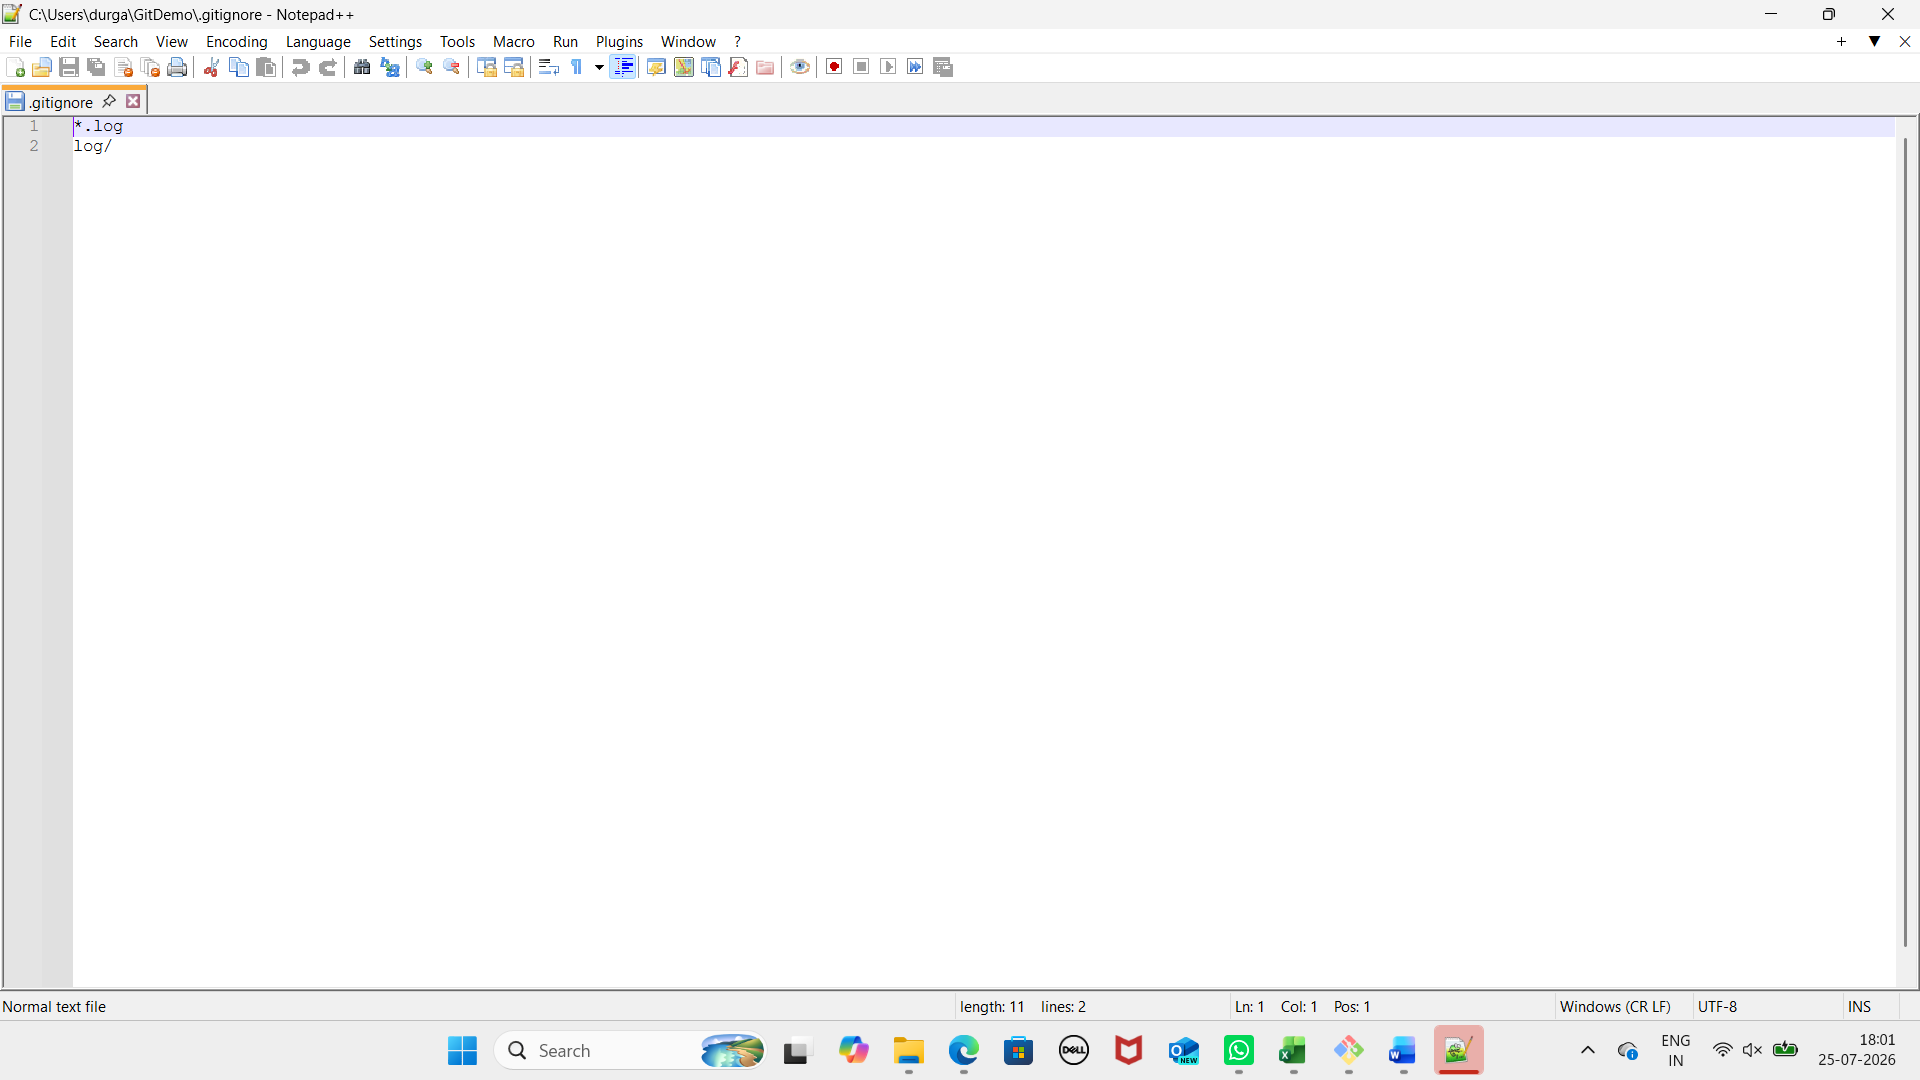 C:\Users\durga\GitDemo\.gitignore - Notepad++
File Edit Search View Encoding Language Settings Tools Macro Run Plugins Window ?
.gitignore
1 *.log
2 log/
Normal text file length: 11 lines: 2 Ln: 1 Col: 1 Pos: 1 Windows (CR LF) UTF-8 INS
Search
DELL
NEW
ENG
IN
18:01
25-07-2026